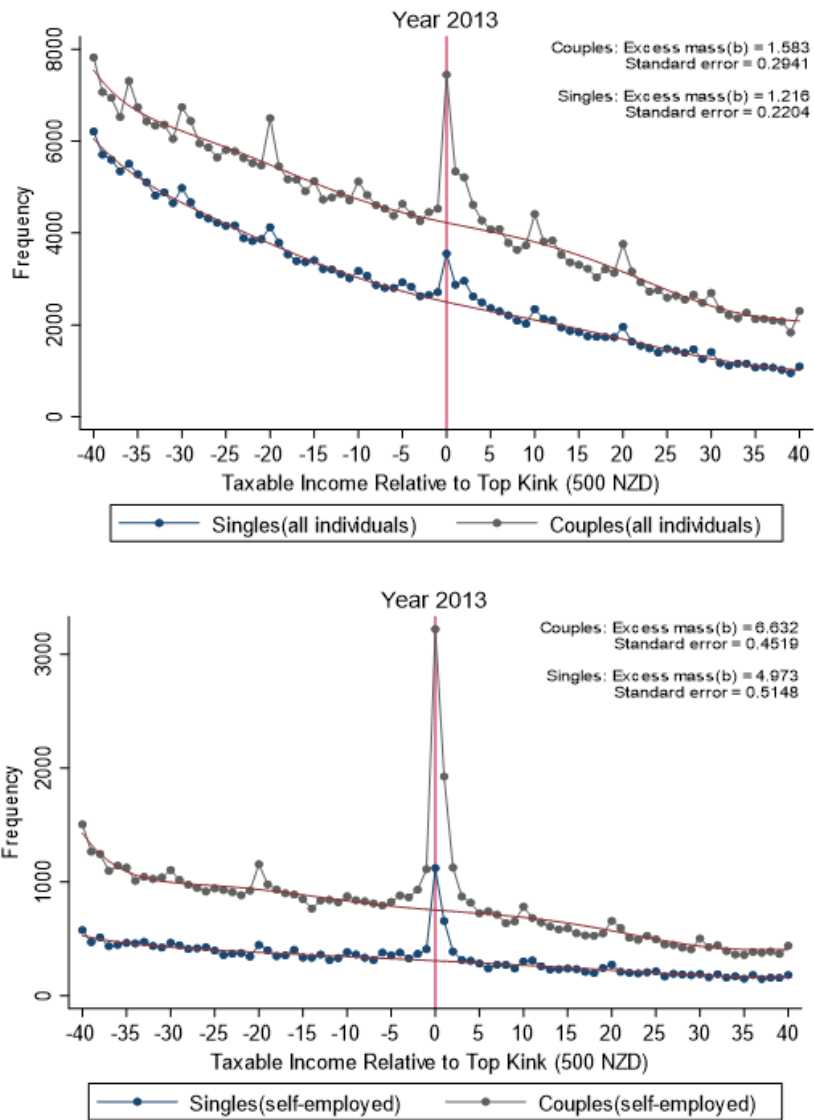 Year 2013
Couples: Excess mass(b) = 1.583
Standard error = 0.2941
Singles: Excess mass(b) = 1.216
Standard error = 0.2204
8000
6000
4000
2000
0
Frequency
-40 -35 -30 -25 -20 -15 -10 -5 0 5 10 15 20 25 30 35 40
Taxable Income Relative to Top Kink (500 NZD)
Singles(all individuals) Couples(all individuals)
Year 2013
Couples: Excess mass(b) = 6.632
Standard error = 0.4519
Singles: Excess mass(b) = 4.973
Standard error = 0.5148
3000
2000
1000
0
Frequency
-40 -35 -30 -25 -20 -15 -10 -5 0 5 10 15 20 25 30 35 40
Taxable Income Relative to Top Kink (500 NZD)
Singles(self-employed) Couples(self-employed)